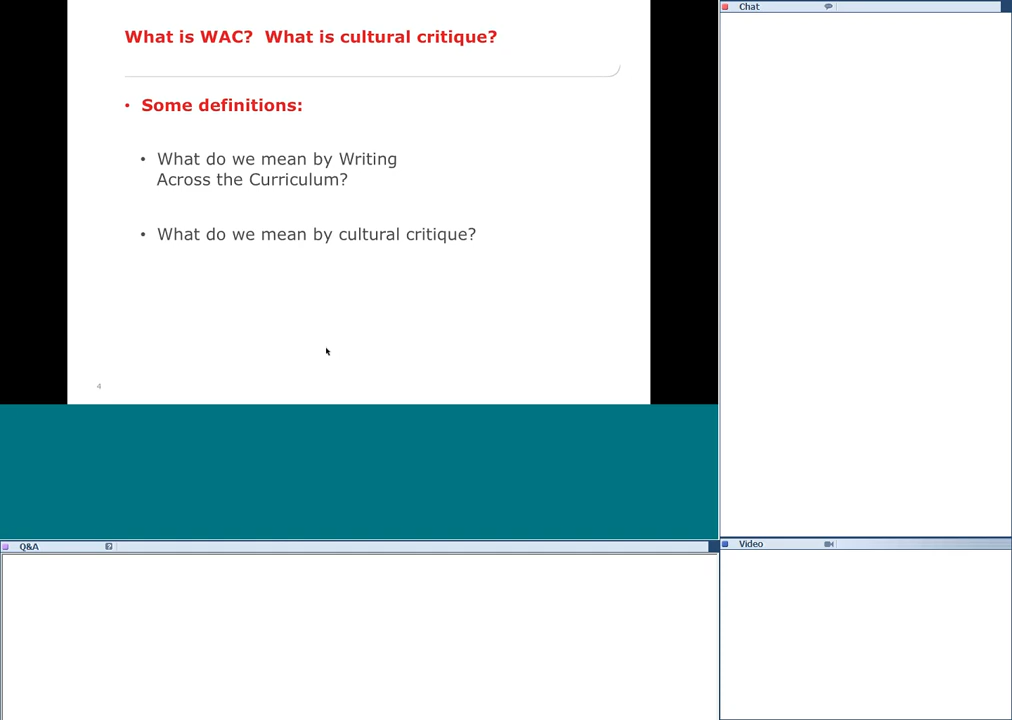 What is WAC?  What is cultural critique?
• Some definitions:
• What do we mean by Writing
Across the Curriculum?
• What do we mean by cultural critique?
4
Chat
Q&A
Video